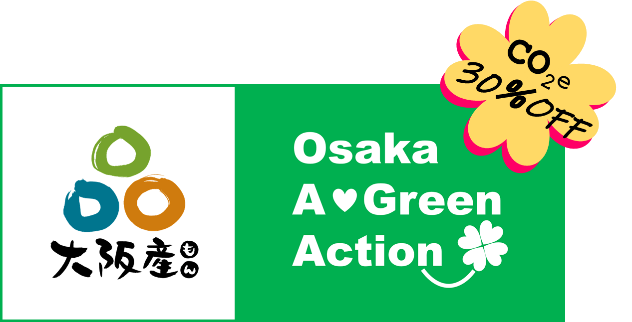 CO2e
30%OFF
大阪産もん
Osaka
A♥Green
Action